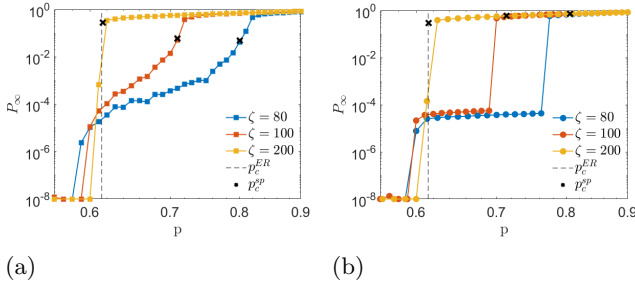 10^0
10^-2
10^-4
10^-6
10^-8
P_∞
0.6
0.7
0.8
0.9
p
ζ = 80
ζ = 100
ζ = 200
p_c^{ER}
p_c^{sp}
(a)
10^0
10^-2
10^-4
10^-6
10^-8
P_∞
0.6
0.7
0.8
0.9
p
ζ = 80
ζ = 100
ζ = 200
p_c^{ER}
p_c^{sp}
(b)